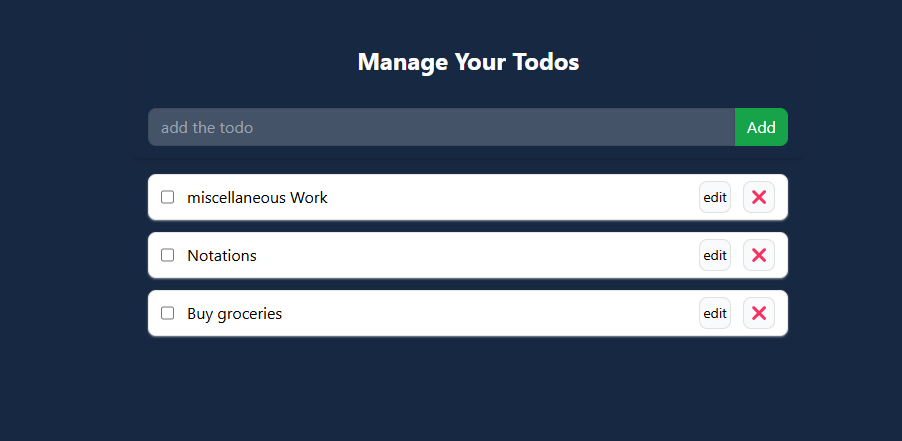 Manage Your Todos
add the todo Add
miscellaneous Work edit ❌
Notations edit ❌
Buy groceries edit ❌